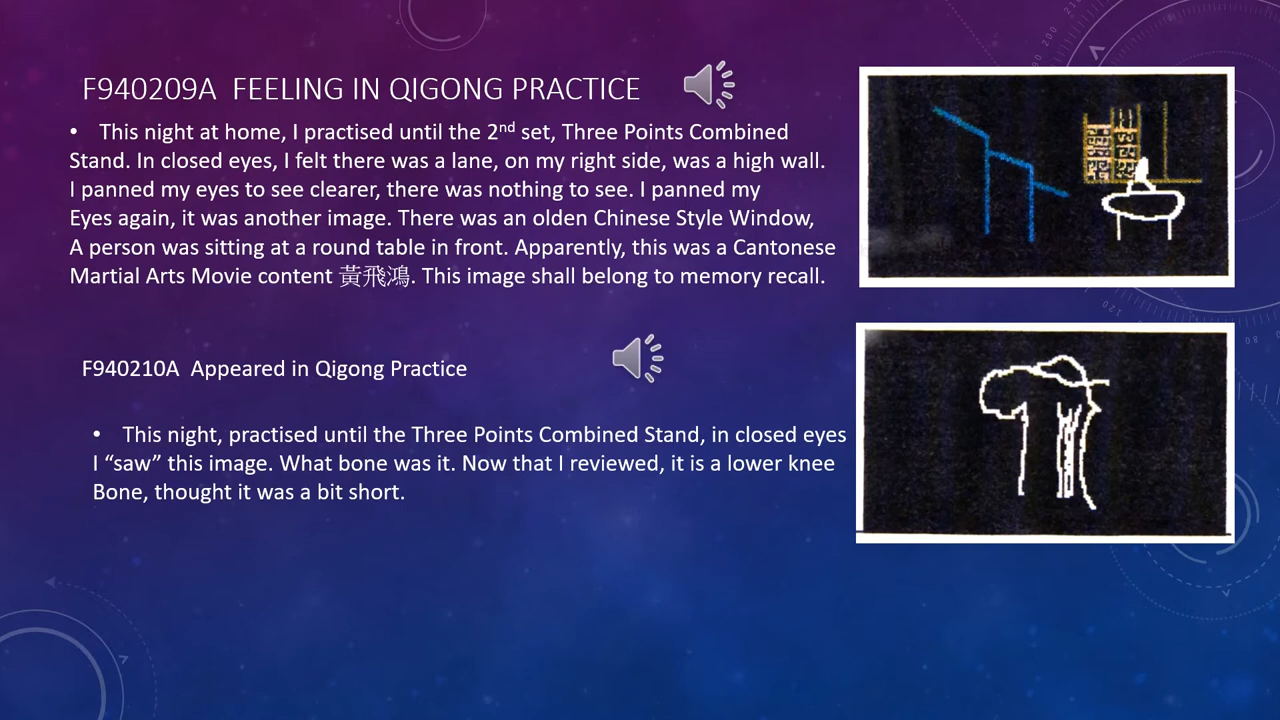 F940209A FEELING IN QIGONG PRACTICE
• This night at home, I practised until the 2nd set, Three Points Combined
Stand. In closed eyes, I felt there was a lane, on my right side, was a high wall.
I panned my eyes to see clearer, there was nothing to see. I panned my
Eyes again, it was another image. There was an olden Chinese Style Window,
A person was sitting at a round table in front. Apparently, this was a Cantonese
Martial Arts Movie content 黃飛鴻. This image shall belong to memory recall.
F940210A Appeared in Qigong Practice
• This night, practised until the Three Points Combined Stand, in closed eyes
I “saw” this image. What bone was it. Now that I reviewed, it is a lower knee
Bone, thought it was a bit short.